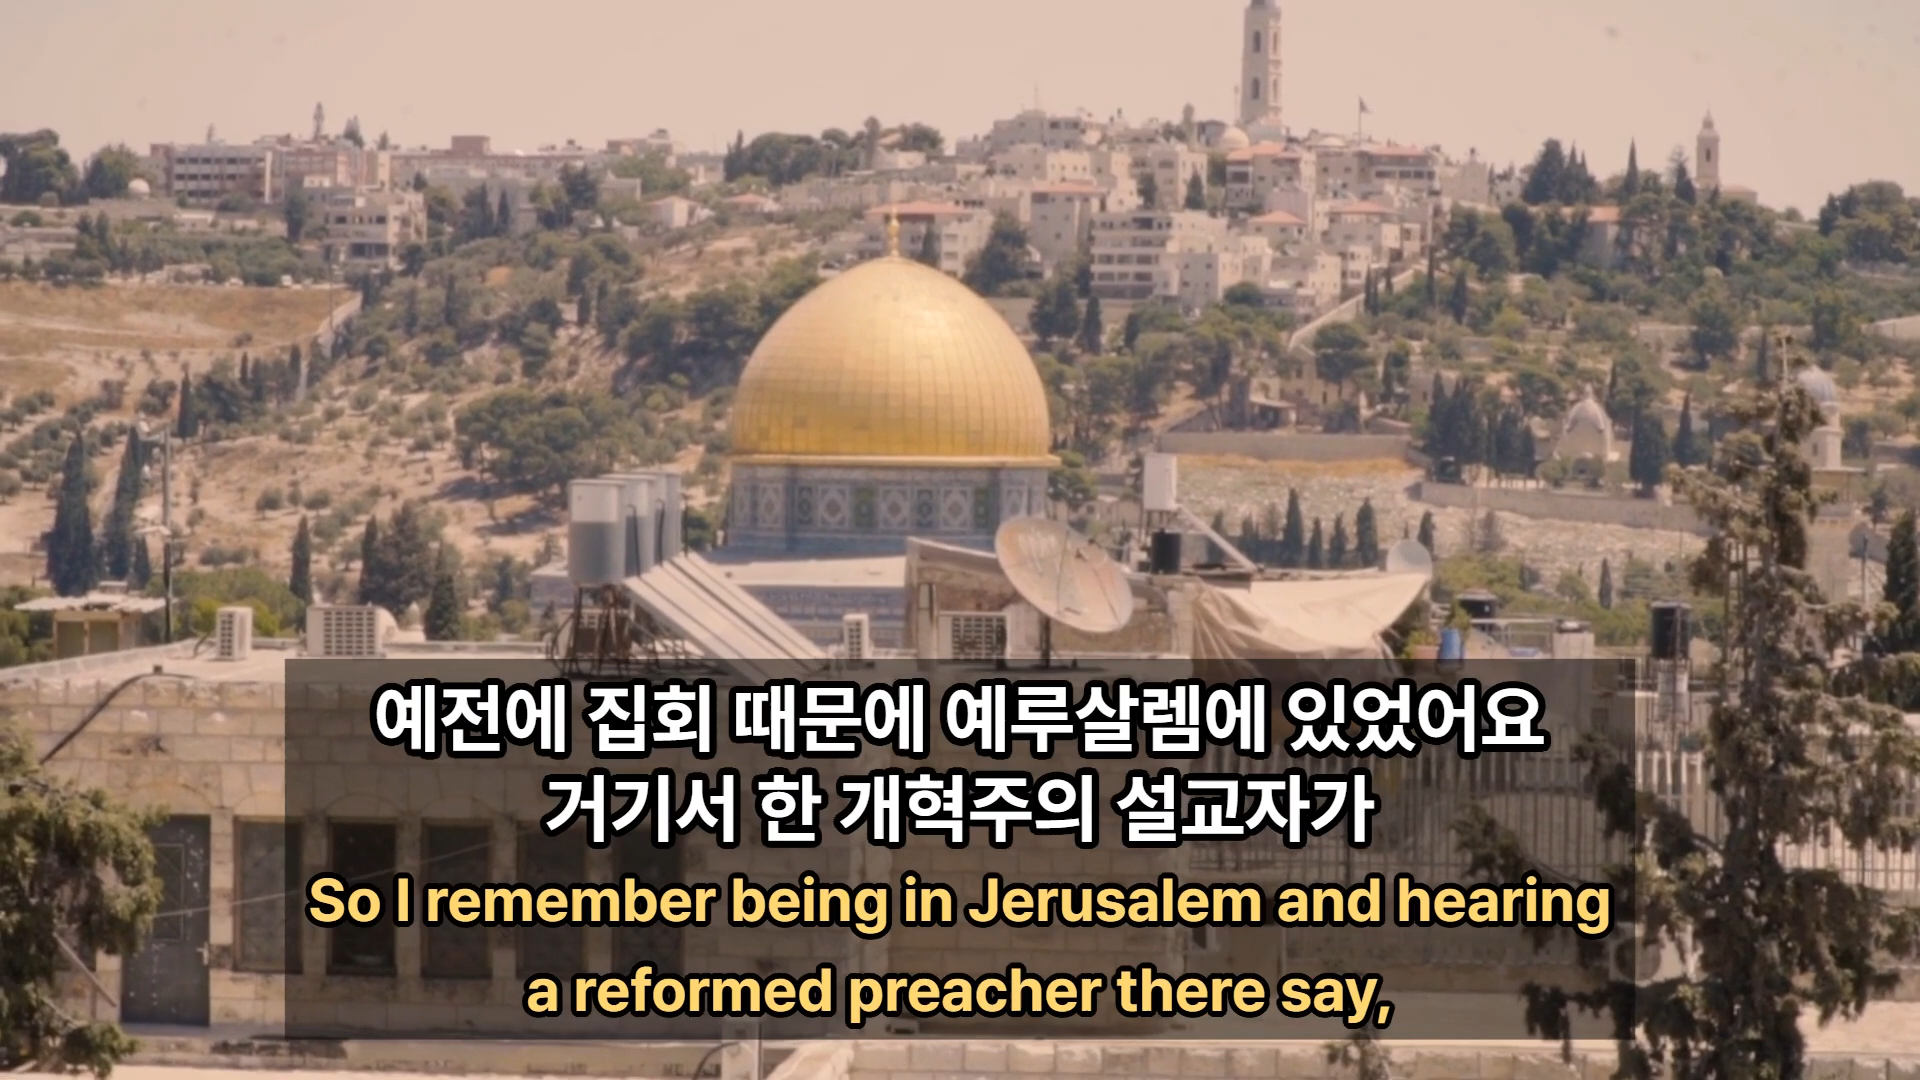 예전에 집회 때문에 예루살렘에 있었어요
거기서 한 개혁주의 설교자가
So I remember being in Jerusalem and hearing
a reformed preacher there say,